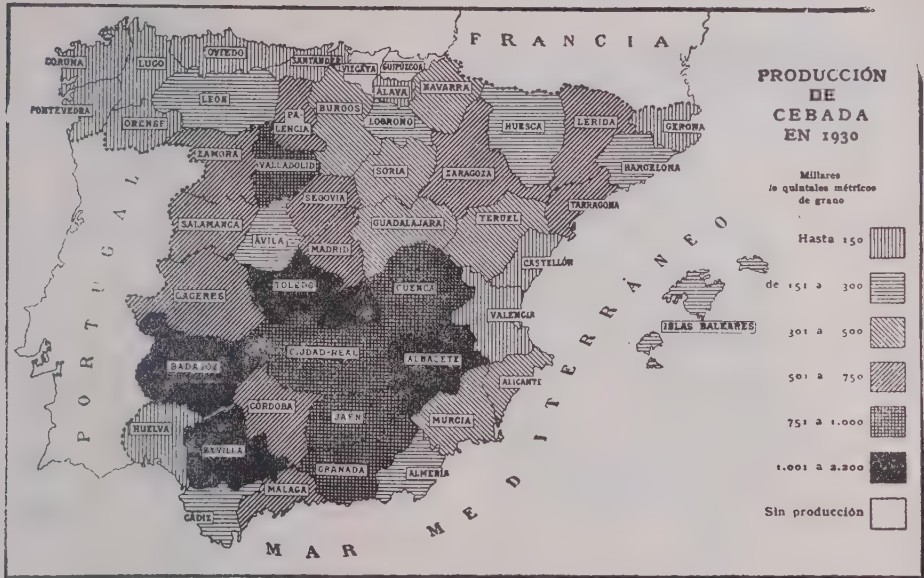 FRANCIA
PRODUCCIÓN
DE
CEBADA
EN 1930
Millares
de quintales métricos
de grano
Hasta 150
de 151 a 300
301 a 500
501 a 750
751 a 1.000
1.001 a 2.200
Sin producción
CORUÑA
LUGO
OVIEDO
SANTANDER
VIZCAYA
GUIPÚZCOA
ÁLAVA
NAVARRA
PONTEVEDRA
ORENSE
LEÓN
PA
LENCIA
BURGOS
LOGROÑO
HUESCA
LÉRIDA
GERONA
BARCELONA
ZAMORA
VALLADOLID
SORIA
ZARAGOZA
TARRAGONA
SEGOVIA
SALAMANCA
ÁVILA
MADRID
GUADALAJARA
TERUEL
CASTELLÓN
CÁCERES
TOLEDO
CUENCA
VALENCIA
ISLAS BALEARES
BADAJOZ
CIUDAD-REAL
ALBACETE
ALICANTE
HUELVA
CÓRDOBA
JAÉN
MURCIA
SEVILLA
GRANADA
ALMERÍA
CÁDIZ
MÁLAGA
PORTUGAL
MAR MEDITERRÁNEO